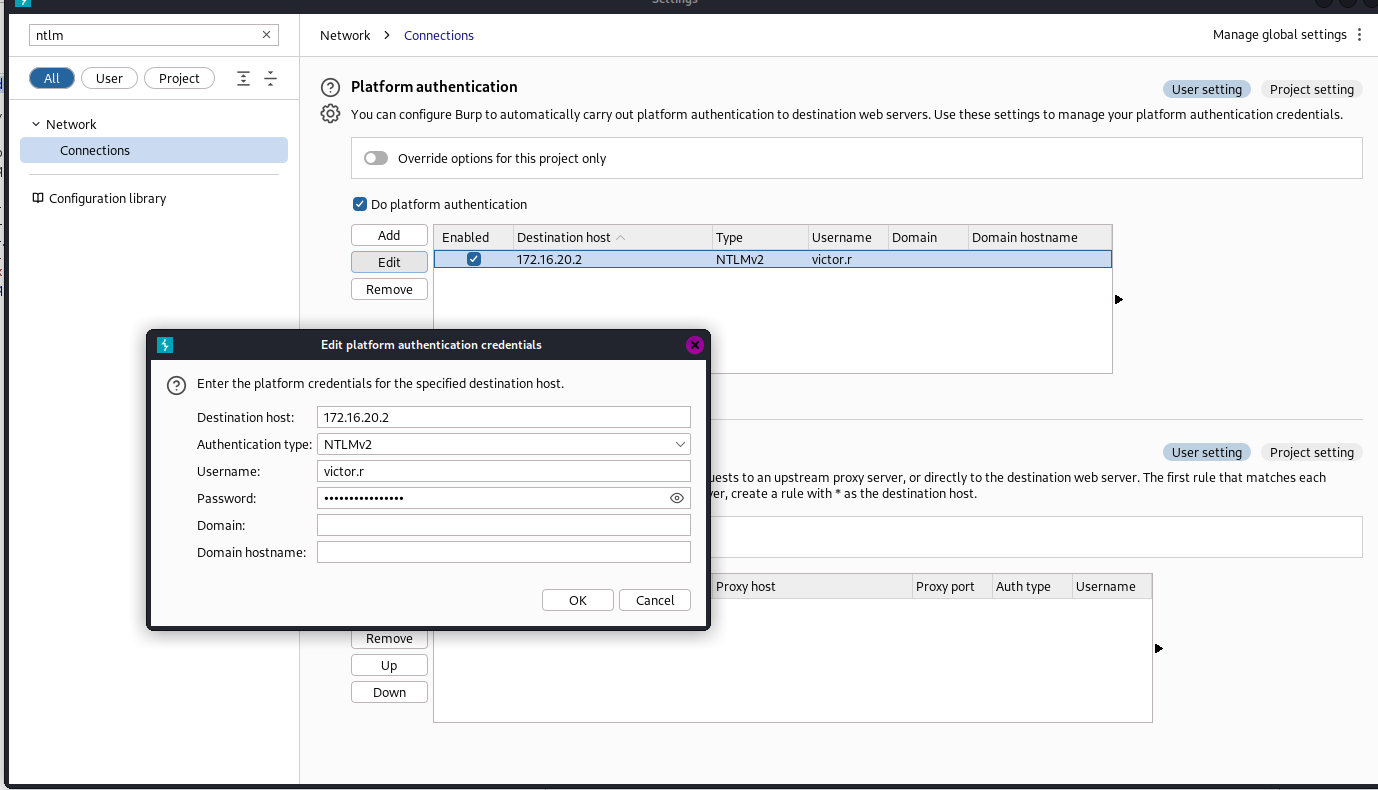 Settings
ntlm
Network > Connections
Manage global settings
All User Project
Network
Connections
Configuration library
Platform authentication
User setting Project setting
You can configure Burp to automatically carry out platform authentication to destination web servers. Use these settings to manage your platform authentication credentials.
Override options for this project only
Do platform authentication
Add
Edit
Remove
Enabled Destination host Type Username Domain Domain hostname
172.16.20.2 NTLMv2 victor.r
Edit platform authentication credentials
Enter the platform credentials for the specified destination host.
Destination host: 172.16.20.2
Authentication type: NTLMv2
Username: victor.r
Password: ••••••••••••••••
Domain:
Domain hostname:
OK Cancel
User setting Project setting
to an upstream proxy server, or directly to the destination web server. The first rule that matches each
create a rule with * as the destination host.
Proxy host Proxy port Auth type Username
Remove
Up
Down